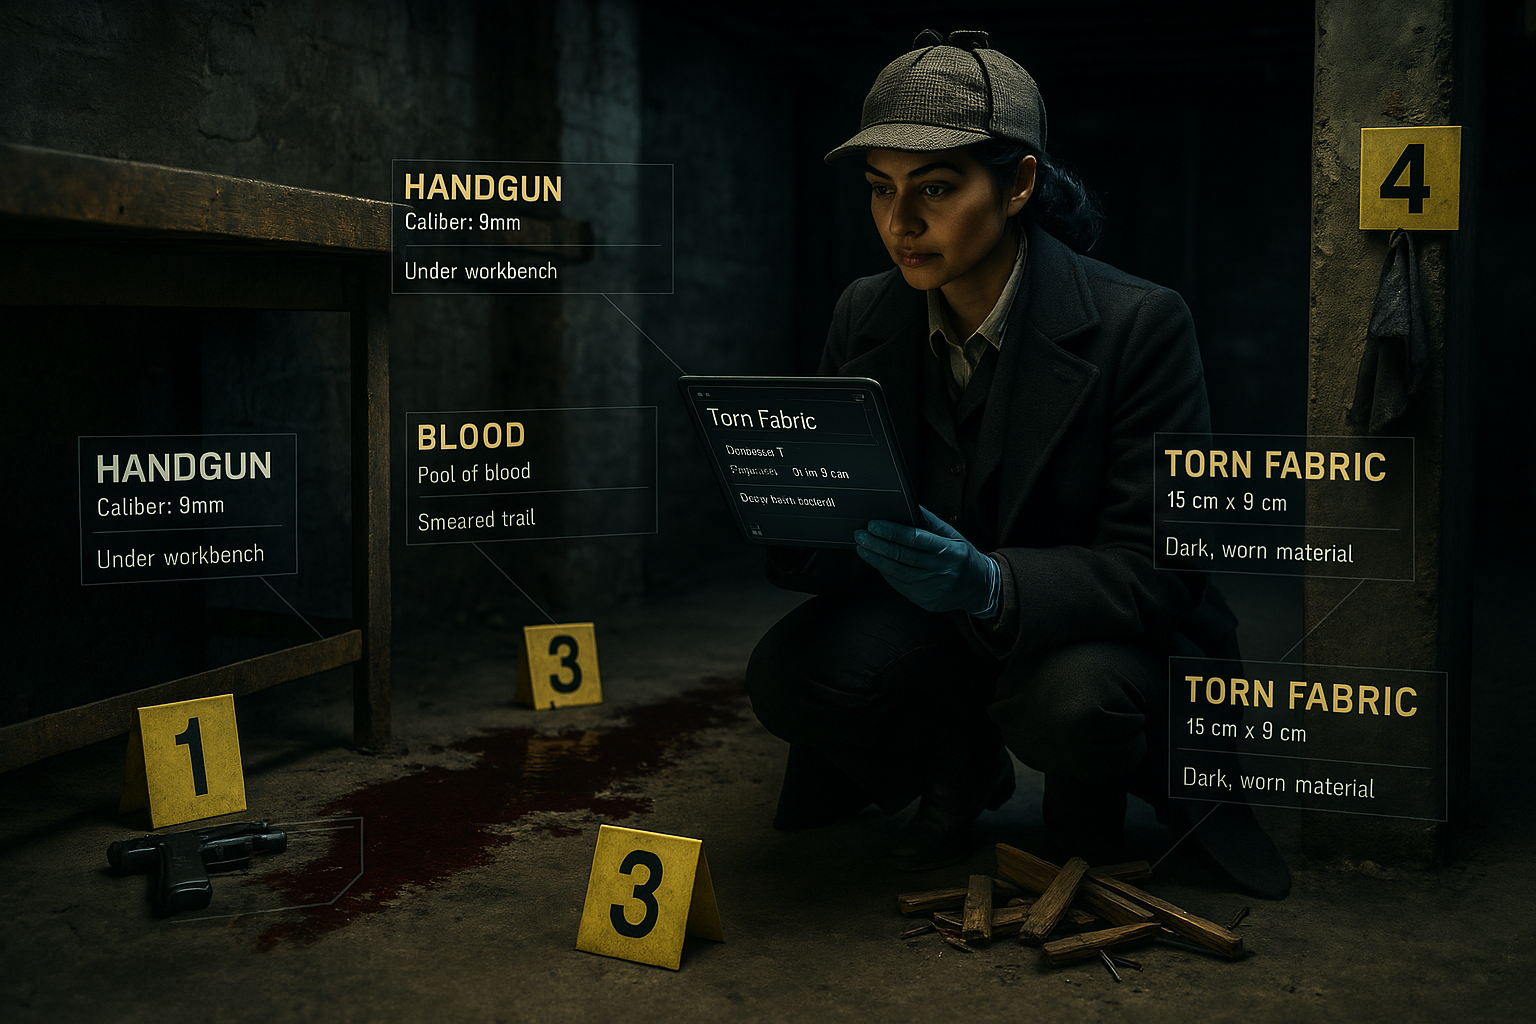 HANDGUN
Caliber: 9mm
Under workbench
4
Torn Fabric
9 can
BLOOD
Pool of blood
Smeared trail
HANDGUN
Caliber: 9mm
Under workbench
TORN FABRIC
15 cm x 9 cm
Dark, worn material
3
TORN FABRIC
15 cm x 9 cm
Dark, worn material
1
3